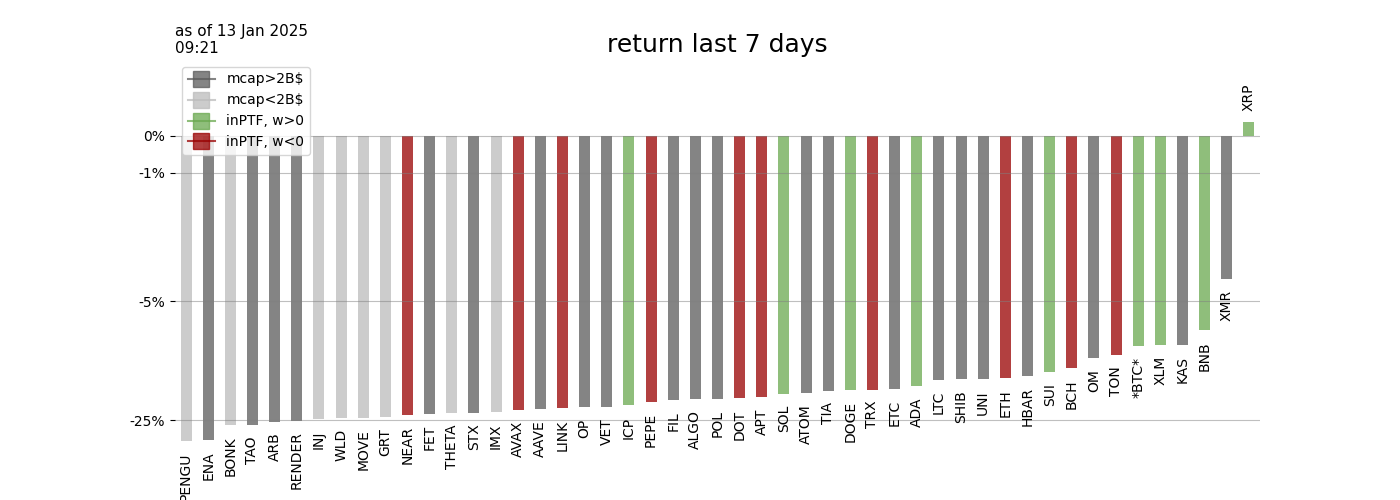 as of 13 Jan 2025
09:21
return last 7 days
mcap>2B$
mcap<2B$
inPTF, w>0
inPTF, w<0
0%
-1%
-5%
-25%
PENGU
ENA
BONK
TAO
ARB
RENDER
INJ
WLD
MOVE
GRT
NEAR
FET
THETA
STX
IMX
AVAX
AAVE
LINK
OP
VET
ICP
PEPE
FIL
ALGO
POL
DOT
APT
SOL
ATOM
TIA
DOGE
TRX
ETC
ADA
LTC
SHIB
UNI
ETH
HBAR
SUI
BCH
OM
TON
*BTC*
XLM
KAS
BNB
XMR
XRP